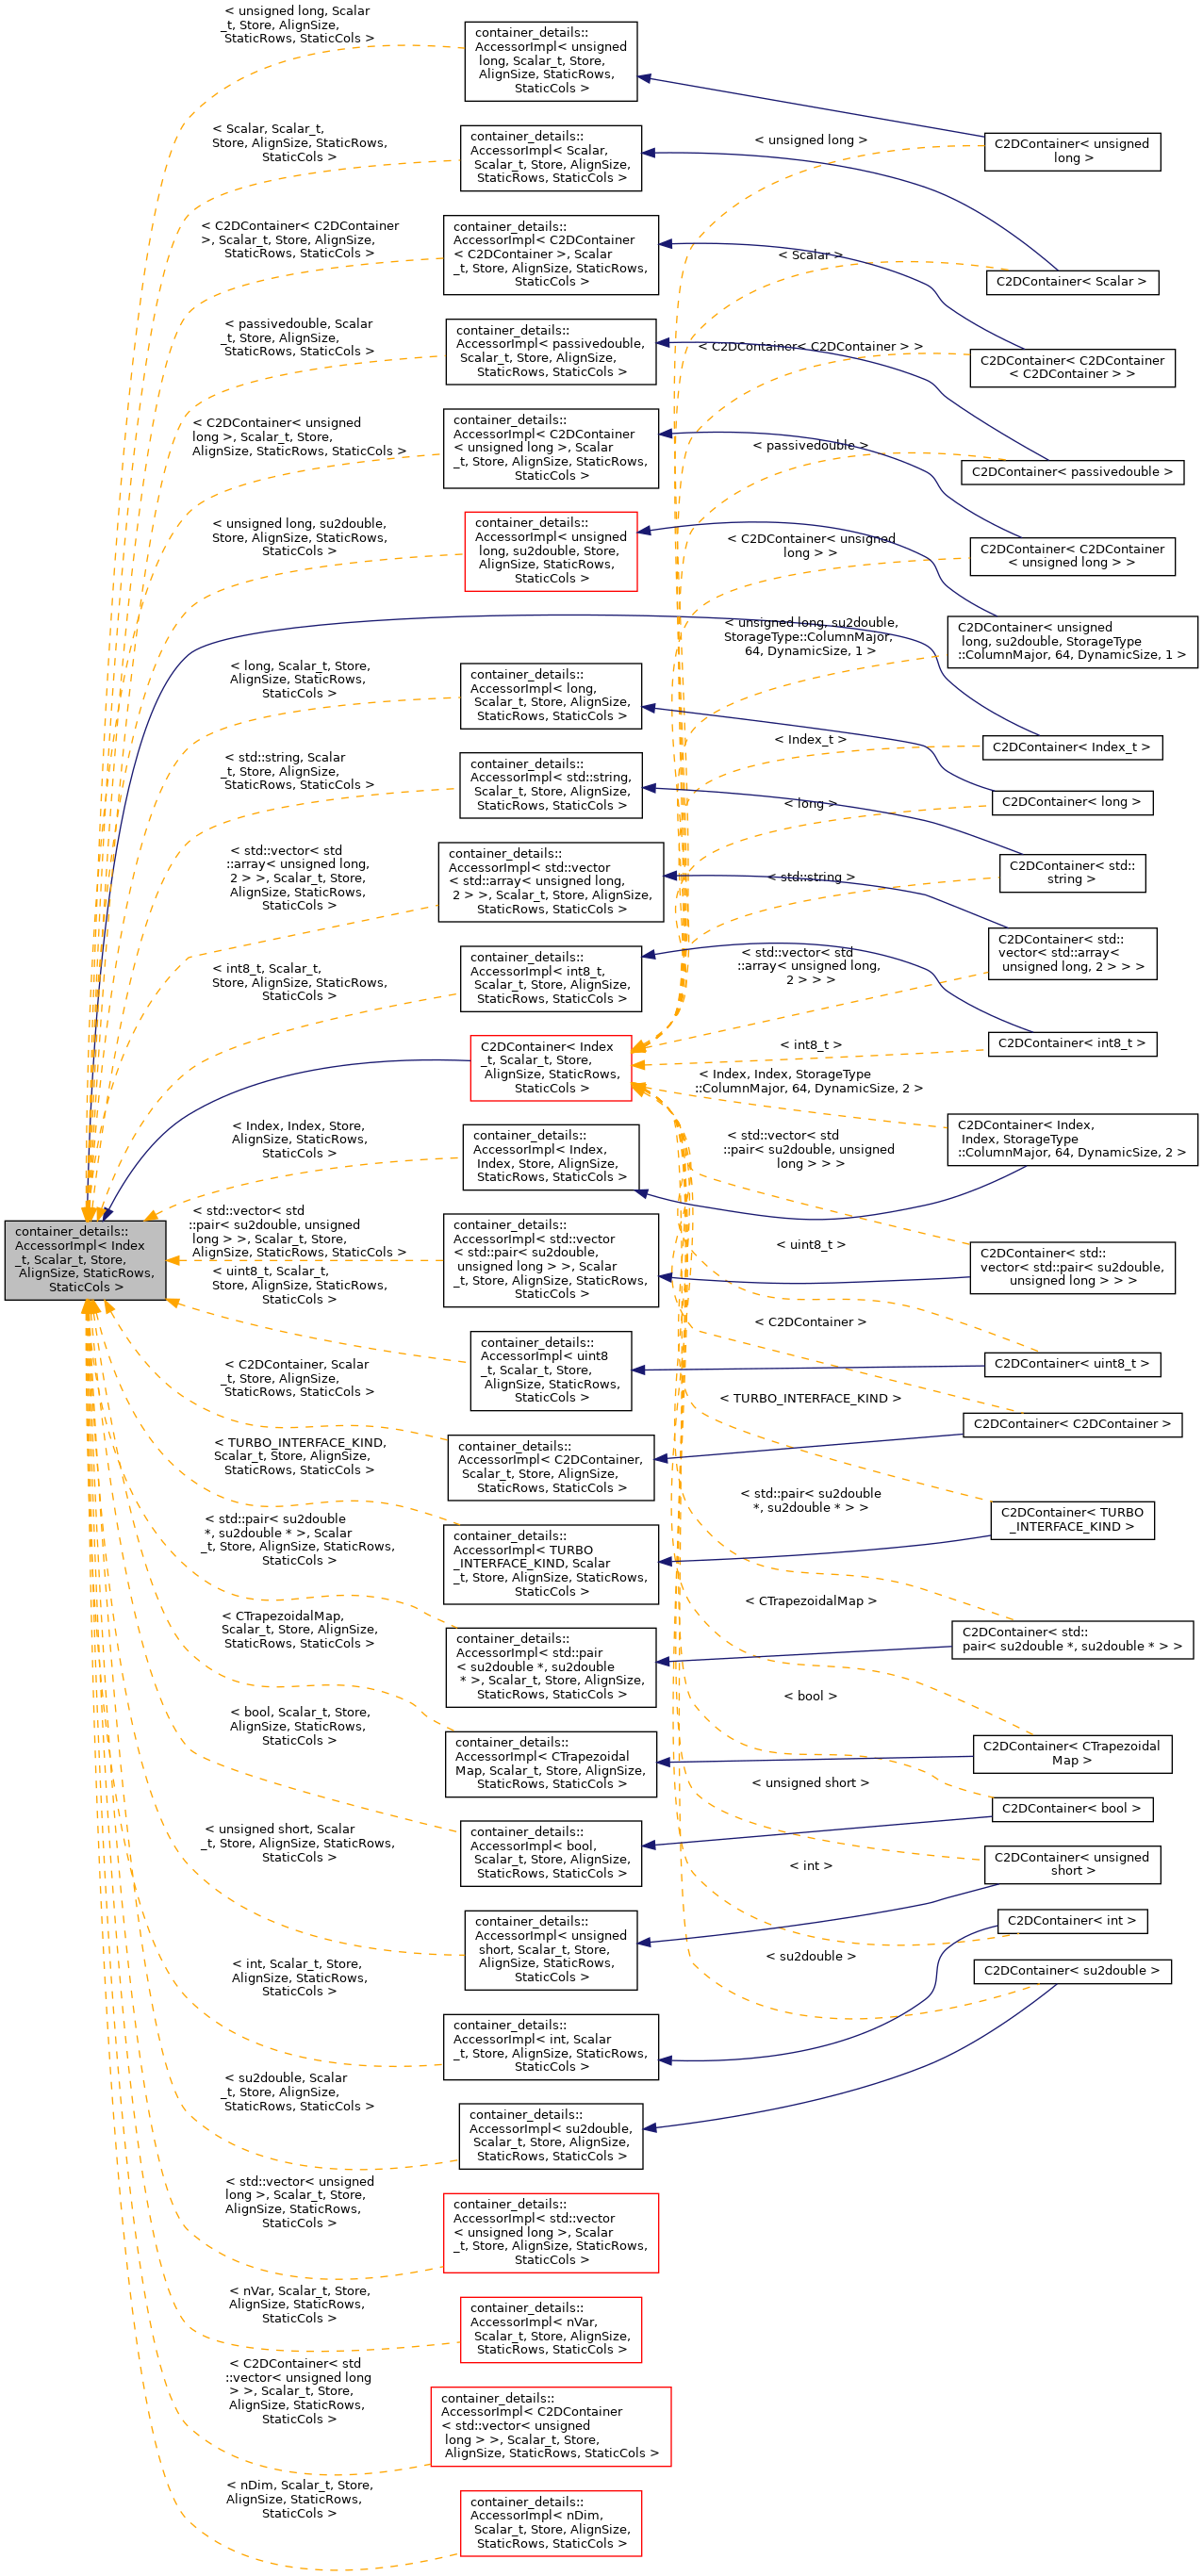 < unsigned long, Scalar
_t, Store, AlignSize,
StaticRows, StaticCols >
container_details::
AccessorImpl< unsigned
long, Scalar_t, Store,
AlignSize, StaticRows,
StaticCols >
< Scalar, Scalar_t,
Store, AlignSize, StaticRows,
StaticCols >
container_details::
AccessorImpl< Scalar,
Scalar_t, Store, AlignSize,
StaticRows, StaticCols >
< unsigned long >
C2DContainer< unsigned
long >
< C2DContainer< C2DContainer
>, Scalar_t, Store, AlignSize,
StaticRows, StaticCols >
container_details::
AccessorImpl< C2DContainer
< C2DContainer >, Scalar
_t, Store, AlignSize, StaticRows,
StaticCols >
< Scalar >
C2DContainer< Scalar >
< passivedouble, Scalar
_t, Store, AlignSize,
StaticRows, StaticCols >
container_details::
AccessorImpl< passivedouble,
Scalar_t, Store, AlignSize,
StaticRows, StaticCols >
< C2DContainer< C2DContainer > >
C2DContainer< C2DContainer
< C2DContainer > >
< C2DContainer< unsigned
long >, Scalar_t, Store,
AlignSize, StaticRows, StaticCols >
container_details::
AccessorImpl< C2DContainer
< unsigned long >, Scalar
_t, Store, AlignSize, StaticRows,
StaticCols >
< passivedouble >
C2DContainer< passivedouble >
< unsigned long, su2double,
Store, AlignSize, StaticRows,
StaticCols >
container_details::
AccessorImpl< unsigned
long, su2double, Store,
AlignSize, StaticRows,
StaticCols >
< C2DContainer< unsigned
long > >
C2DContainer< C2DContainer
< unsigned long > >
< unsigned long, su2double,
StorageType::ColumnMajor,
64, DynamicSize, 1 >
C2DContainer< unsigned
long, su2double, StorageType
::ColumnMajor, 64, DynamicSize, 1 >
< long, Scalar_t, Store,
AlignSize, StaticRows,
StaticCols >
container_details::
AccessorImpl< long,
Scalar_t, Store, AlignSize,
StaticRows, StaticCols >
< Index_t >
C2DContainer< Index_t >
< std::string, Scalar
_t, Store, AlignSize,
StaticRows, StaticCols >
container_details::
AccessorImpl< std::string,
Scalar_t, Store, AlignSize,
StaticRows, StaticCols >
< long >
C2DContainer< long >
< std::vector< std
::array< unsigned long,
2 > >, Scalar_t, Store,
AlignSize, StaticRows,
StaticCols >
container_details::
AccessorImpl< std::vector
< std::array< unsigned long,
2 > >, Scalar_t, Store, AlignSize,
StaticRows, StaticCols >
< std::string >
C2DContainer< std::
string >
< int8_t, Scalar_t,
Store, AlignSize, StaticRows,
StaticCols >
container_details::
AccessorImpl< int8_t,
Scalar_t, Store, AlignSize,
StaticRows, StaticCols >
< std::vector< std
::array< unsigned long,
2 > > >
C2DContainer< std::
vector< std::array<
unsigned long, 2 > > >
C2DContainer< Index
_t, Scalar_t, Store,
AlignSize, StaticRows,
StaticCols >
< int8_t >
C2DContainer< int8_t >
< Index, Index, StorageType
::ColumnMajor, 64, DynamicSize, 2 >
C2DContainer< Index,
Index, StorageType
::ColumnMajor, 64, DynamicSize, 2 >
< Index, Index, Store,
AlignSize, StaticRows,
StaticCols >
container_details::
AccessorImpl< Index,
Index, Store, AlignSize,
StaticRows, StaticCols >
< std::vector< std
::pair< su2double, unsigned
long > > >
container_details::
AccessorImpl< Index
_t, Scalar_t, Store,
AlignSize, StaticRows,
StaticCols >
< std::vector< std
::pair< su2double, unsigned
long > >, Scalar_t, Store,
AlignSize, StaticRows, StaticCols >
container_details::
AccessorImpl< std::vector
< std::pair< su2double,
unsigned long > >, Scalar
_t, Store, AlignSize, StaticRows,
StaticCols >
< uint8_t >
C2DContainer< std::
vector< std::pair< su2double,
unsigned long > > >
< uint8_t, Scalar_t,
Store, AlignSize, StaticRows,
StaticCols >
container_details::
AccessorImpl< uint8
_t, Scalar_t, Store,
AlignSize, StaticRows,
StaticCols >
< C2DContainer >
C2DContainer< uint8_t >
< C2DContainer, Scalar
_t, Store, AlignSize,
StaticRows, StaticCols >
container_details::
AccessorImpl< C2DContainer,
Scalar_t, Store, AlignSize,
StaticRows, StaticCols >
< TURBO_INTERFACE_KIND >
C2DContainer< C2DContainer >
< TURBO_INTERFACE_KIND,
Scalar_t, Store, AlignSize,
StaticRows, StaticCols >
container_details::
AccessorImpl< TURBO
_INTERFACE_KIND, Scalar
_t, Store, AlignSize, StaticRows,
StaticCols >
< std::pair< su2double
*, su2double * > >
C2DContainer< TURBO
_INTERFACE_KIND >
< std::pair< su2double
*, su2double * >, Scalar
_t, Store, AlignSize, StaticRows,
StaticCols >
container_details::
AccessorImpl< std::pair
< su2double *, su2double
* >, Scalar_t, Store, AlignSize,
StaticRows, StaticCols >
< CTrapezoidalMap >
C2DContainer< std::
pair< su2double *, su2double * > >
< CTrapezoidalMap,
Scalar_t, Store, AlignSize,
StaticRows, StaticCols >
container_details::
AccessorImpl< CTrapezoidal
Map, Scalar_t, Store, AlignSize,
StaticRows, StaticCols >
< bool >
C2DContainer< CTrapezoidal
Map >
< bool, Scalar_t, Store,
AlignSize, StaticRows,
StaticCols >
container_details::
AccessorImpl< bool,
Scalar_t, Store, AlignSize,
StaticRows, StaticCols >
< unsigned short >
C2DContainer< bool >
< unsigned short, Scalar
_t, Store, AlignSize, StaticRows,
StaticCols >
container_details::
AccessorImpl< unsigned
short, Scalar_t, Store,
AlignSize, StaticRows,
StaticCols >
< int >
C2DContainer< unsigned
short >
C2DContainer< int >
< int, Scalar_t, Store,
AlignSize, StaticRows,
StaticCols >
container_details::
AccessorImpl< int, Scalar
_t, Store, AlignSize, StaticRows,
StaticCols >
< su2double >
C2DContainer< su2double >
< su2double, Scalar
_t, Store, AlignSize,
StaticRows, StaticCols >
container_details::
AccessorImpl< su2double,
Scalar_t, Store, AlignSize,
StaticRows, StaticCols >
< std::vector< unsigned
long >, Scalar_t, Store,
AlignSize, StaticRows,
StaticCols >
container_details::
AccessorImpl< std::vector
< unsigned long >, Scalar
_t, Store, AlignSize, StaticRows,
StaticCols >
< nVar, Scalar_t, Store,
AlignSize, StaticRows,
StaticCols >
container_details::
AccessorImpl< nVar,
Scalar_t, Store, AlignSize,
StaticRows, StaticCols >
< C2DContainer< std
::vector< unsigned long
> >, Scalar_t, Store,
AlignSize, StaticRows,
StaticCols >
container_details::
AccessorImpl< C2DContainer
< std::vector< unsigned
long > >, Scalar_t, Store,
AlignSize, StaticRows, StaticCols >
< nDim, Scalar_t, Store,
AlignSize, StaticRows,
StaticCols >
container_details::
AccessorImpl< nDim,
Scalar_t, Store, AlignSize,
StaticRows, StaticCols >